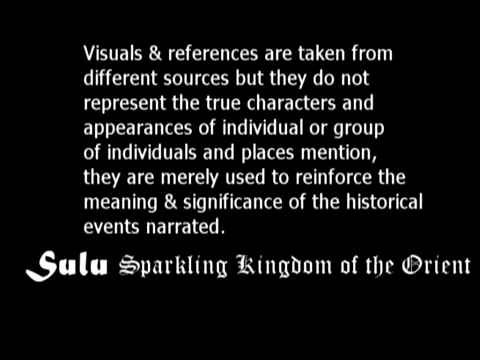 Visuals & references are taken from
different sources but they do not
represent the true characters and
appearances of individual or group
of individuals and places mention,
they are merely used to reinforce the
meaning & significance of the historical
events narrated.
Sulu Sparkling Kingdom of the Orient